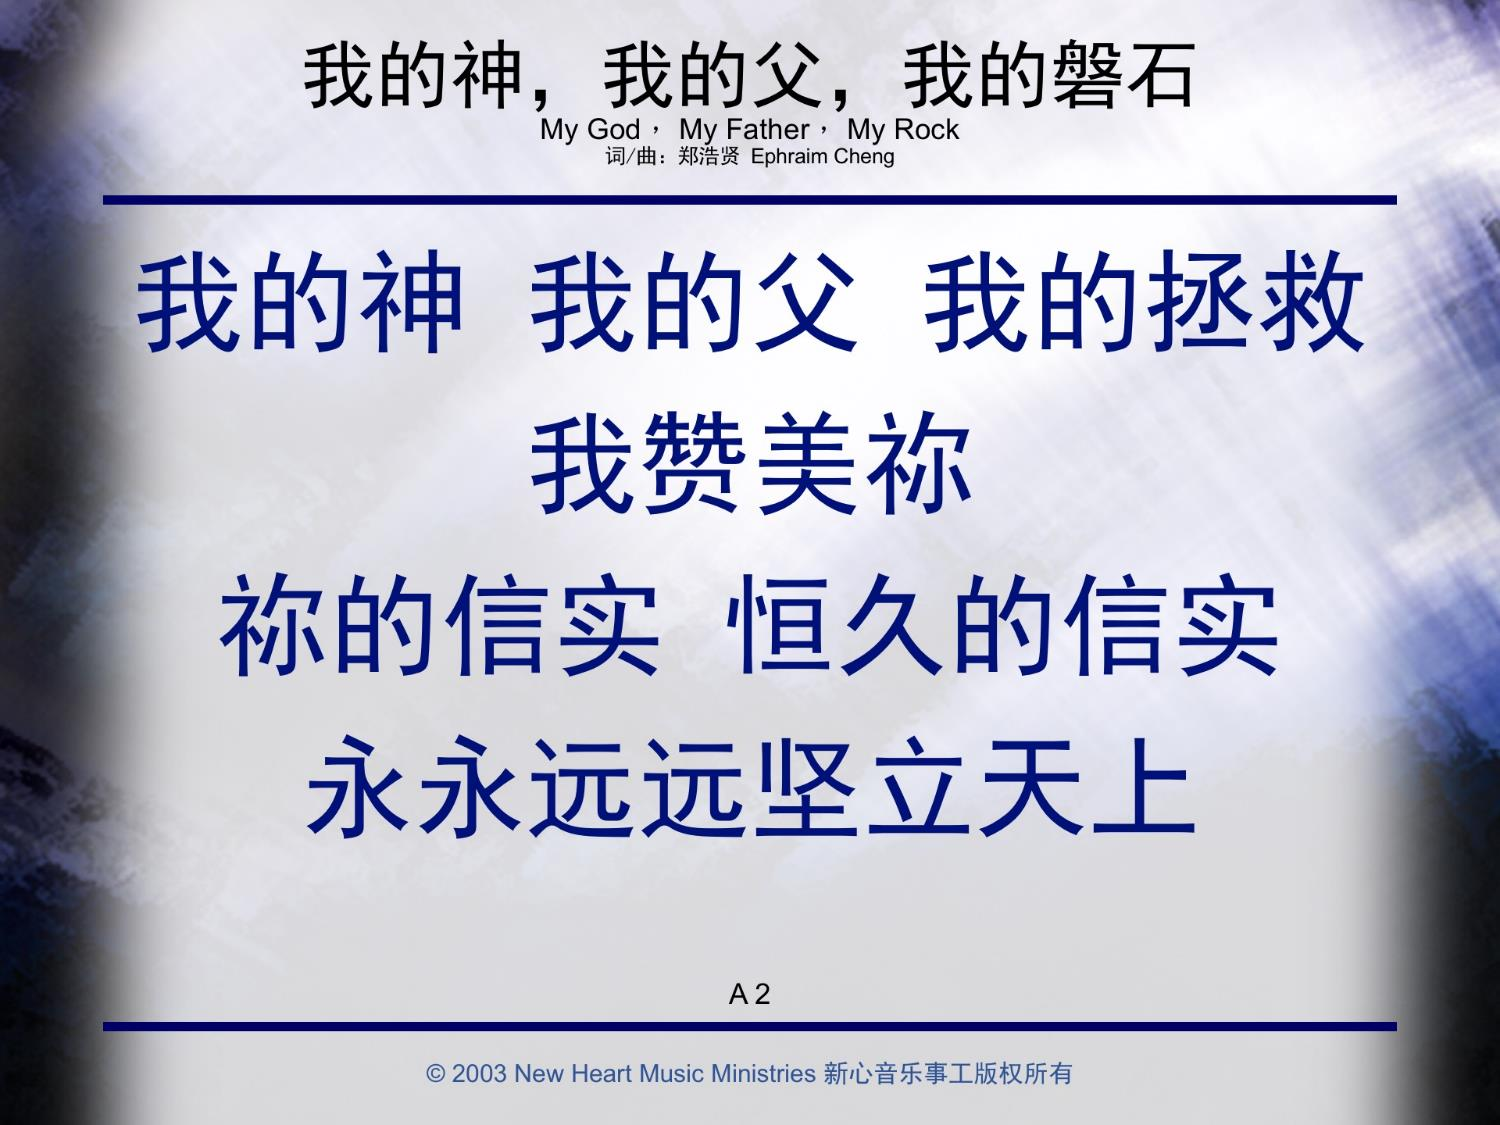 我的神，我的父，我的磐石
My God， My Father， My Rock
词/曲：郑浩贤 Ephraim Cheng
我的神 我的父 我的拯救
我赞美祢
祢的信实 恒久的信实
永永远远坚立天上
A 2
© 2003 New Heart Music Ministries 新心音乐事工版权所有